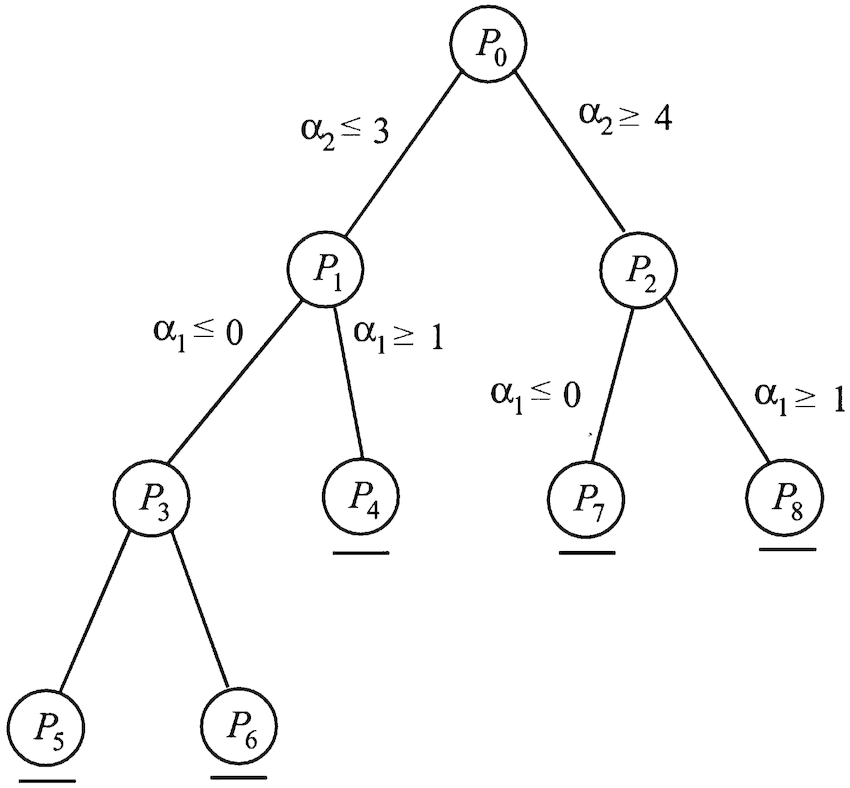 P₀
α₂ ≤ 3
α₂ ≥ 4
P₁
P₂
α₁ ≤ 0
α₁ ≥ 1
α₁ ≤ 0
α₁ ≥ 1
P₃
P₄
P₇
P₈
P₅
P₆